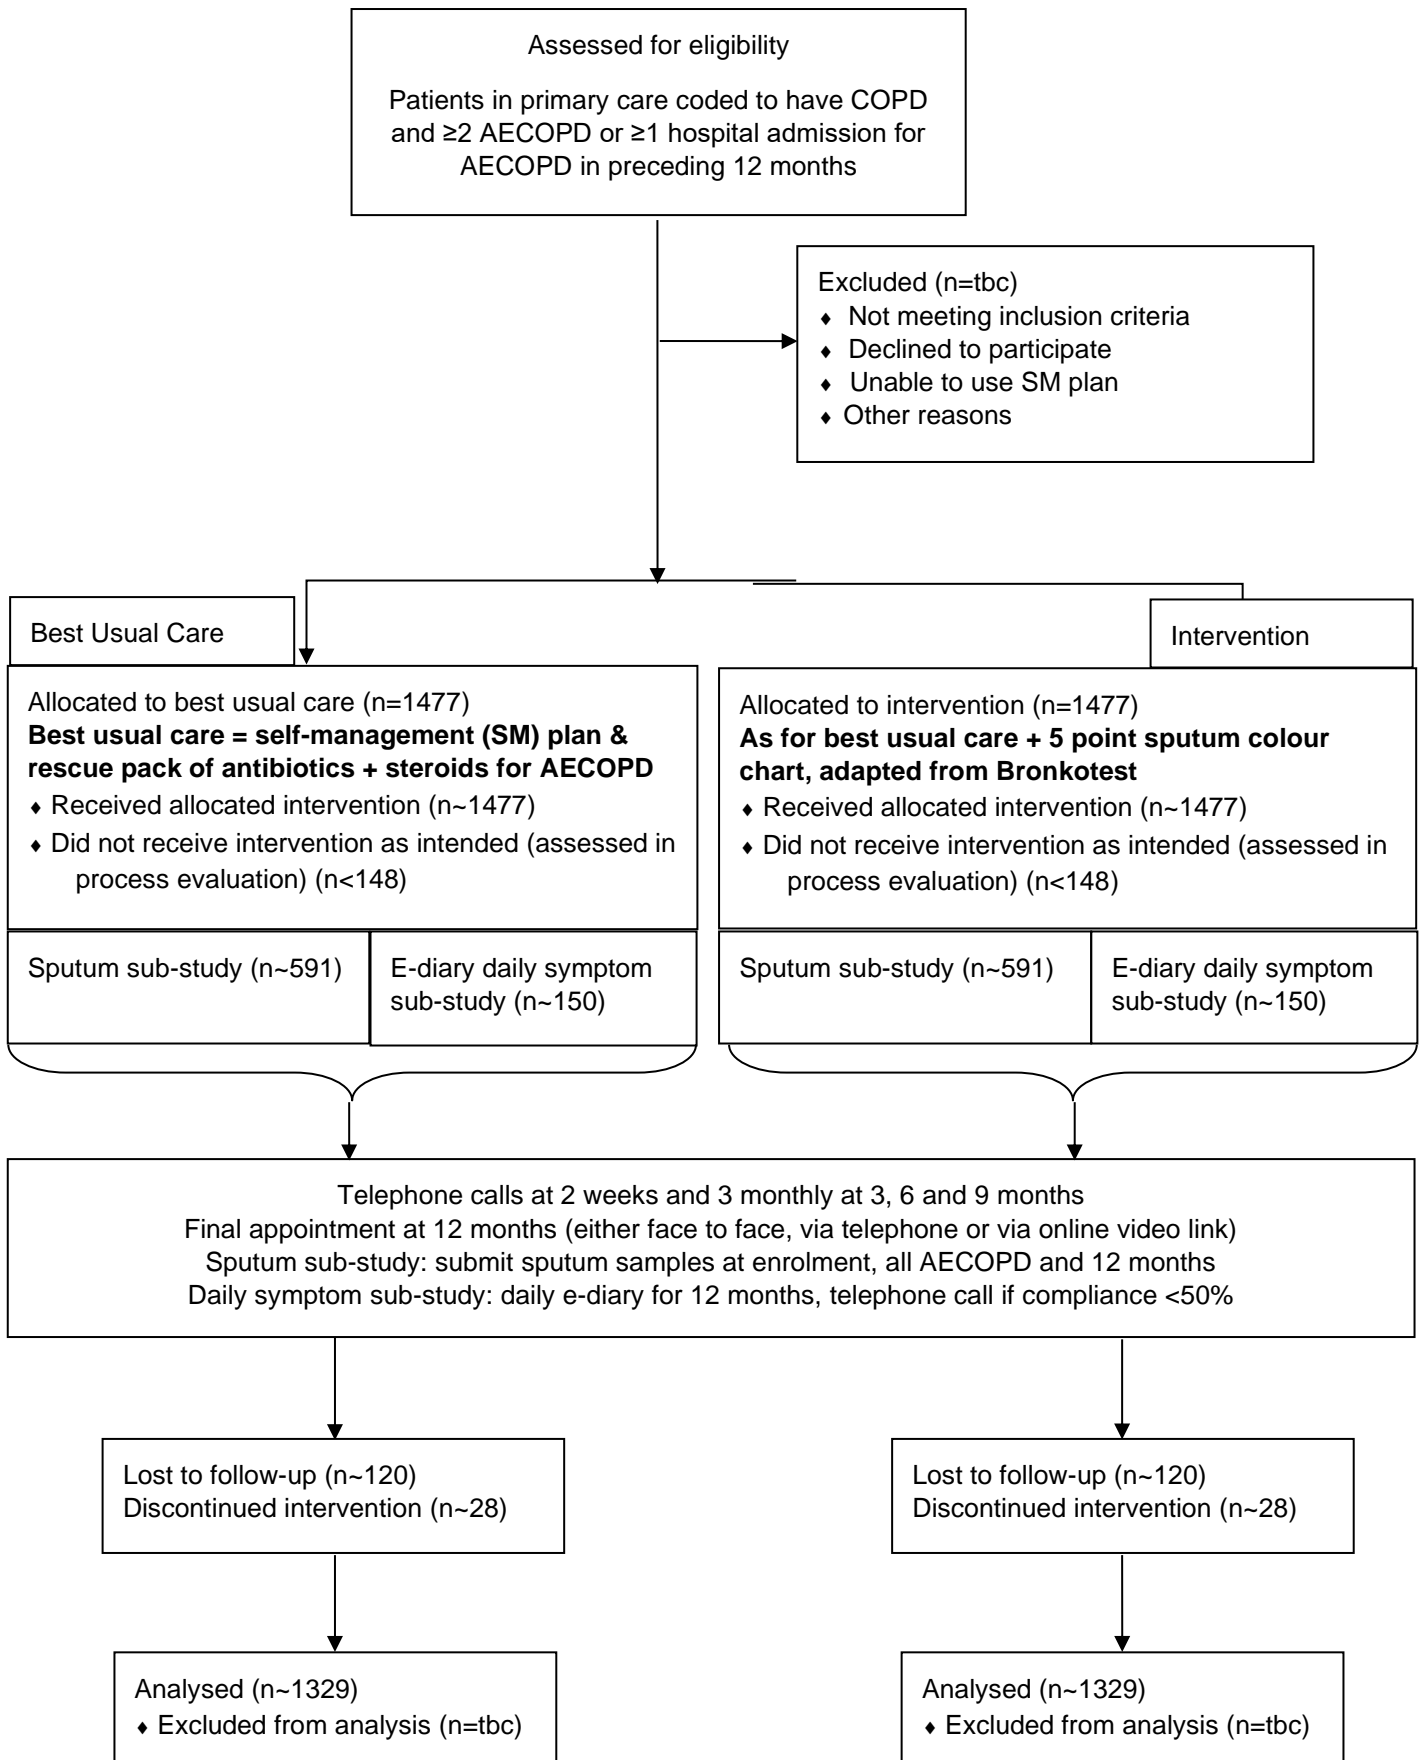 Assessed for eligibility
Patients in primary care coded to have COPD
and ≥2 AECOPD or ≥1 hospital admission for
AECOPD in preceding 12 months
Excluded (n=tbc)
♦ Not meeting inclusion criteria
♦ Declined to participate
♦ Unable to use SM plan
♦ Other reasons
Best Usual Care
Allocated to best usual care (n=1477)
Best usual care = self-management (SM) plan &
rescue pack of antibiotics + steroids for AECOPD
♦ Received allocated intervention (n~1477)
♦ Did not receive intervention as intended (assessed in
process evaluation) (n<148)
Sputum sub-study (n~591)
E-diary daily symptom
sub-study (n~150)
Intervention
Allocated to intervention (n=1477)
As for best usual care + 5 point sputum colour
chart, adapted from Bronkotest
♦ Received allocated intervention (n~1477)
♦ Did not receive intervention as intended (assessed in
process evaluation) (n<148)
Sputum sub-study (n~591)
E-diary daily symptom
sub-study (n~150)
Telephone calls at 2 weeks and 3 monthly at 3, 6 and 9 months
Final appointment at 12 months (either face to face, via telephone or via online video link)
Sputum sub-study: submit sputum samples at enrolment, all AECOPD and 12 months
Daily symptom sub-study: daily e-diary for 12 months, telephone call if compliance <50%
Lost to follow-up (n~120)
Discontinued intervention (n~28)
Lost to follow-up (n~120)
Discontinued intervention (n~28)
Analysed (n~1329)
♦ Excluded from analysis (n=tbc)
Analysed (n~1329)
♦ Excluded from analysis (n=tbc)